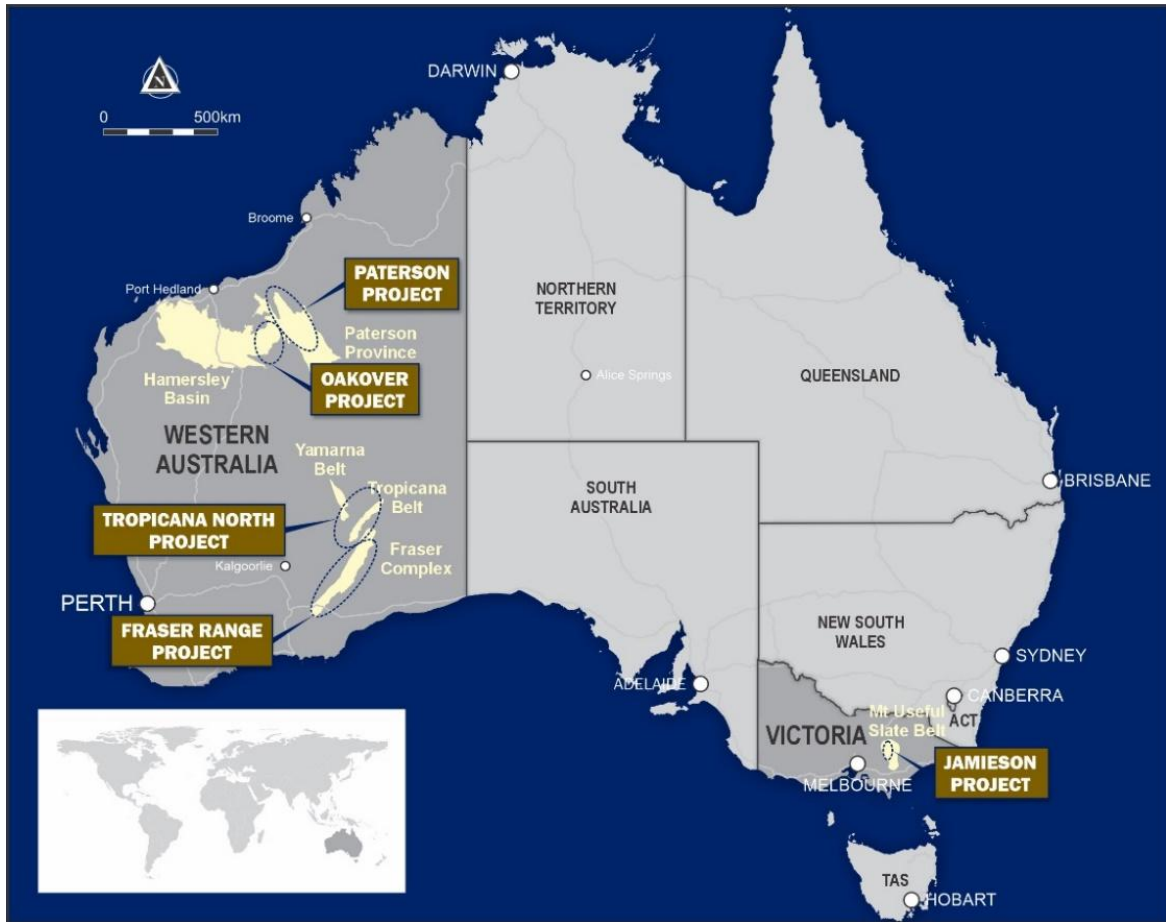 DARWIN
N
0 500km
Broome
PATERSON
PROJECT
Port Hedland
NORTHERN
TERRITORY
Paterson
Province
Hamersley
Basin
OAKOVER
PROJECT
Alice Springs
QUEENSLAND
WESTERN
AUSTRALIA
Yamarna
Belt
Tropicana
Belt
SOUTH
AUSTRALIA
BRISBANE
TROPICANA NORTH
PROJECT
Kalgoorlie
Fraser
Complex
PERTH
FRASER RANGE
PROJECT
NEW SOUTH
WALES
SYDNEY
ADELAIDE
CANBERRA
ACT
Mt Useful
Slate Belt
VICTORIA
MELBOURNE
JAMIESON
PROJECT
TAS
HOBART